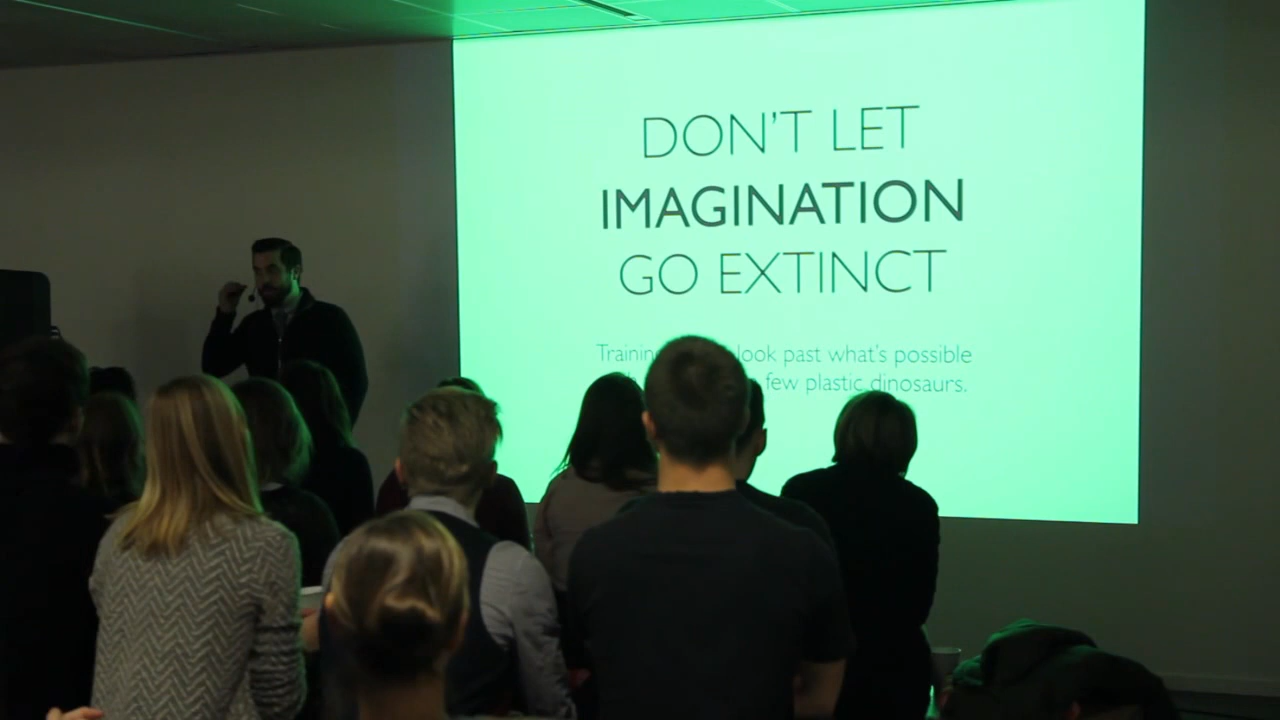 DON'T LET
IMAGINATION
GO EXTINCT
look past what's possible
few plastic dinosaurs.